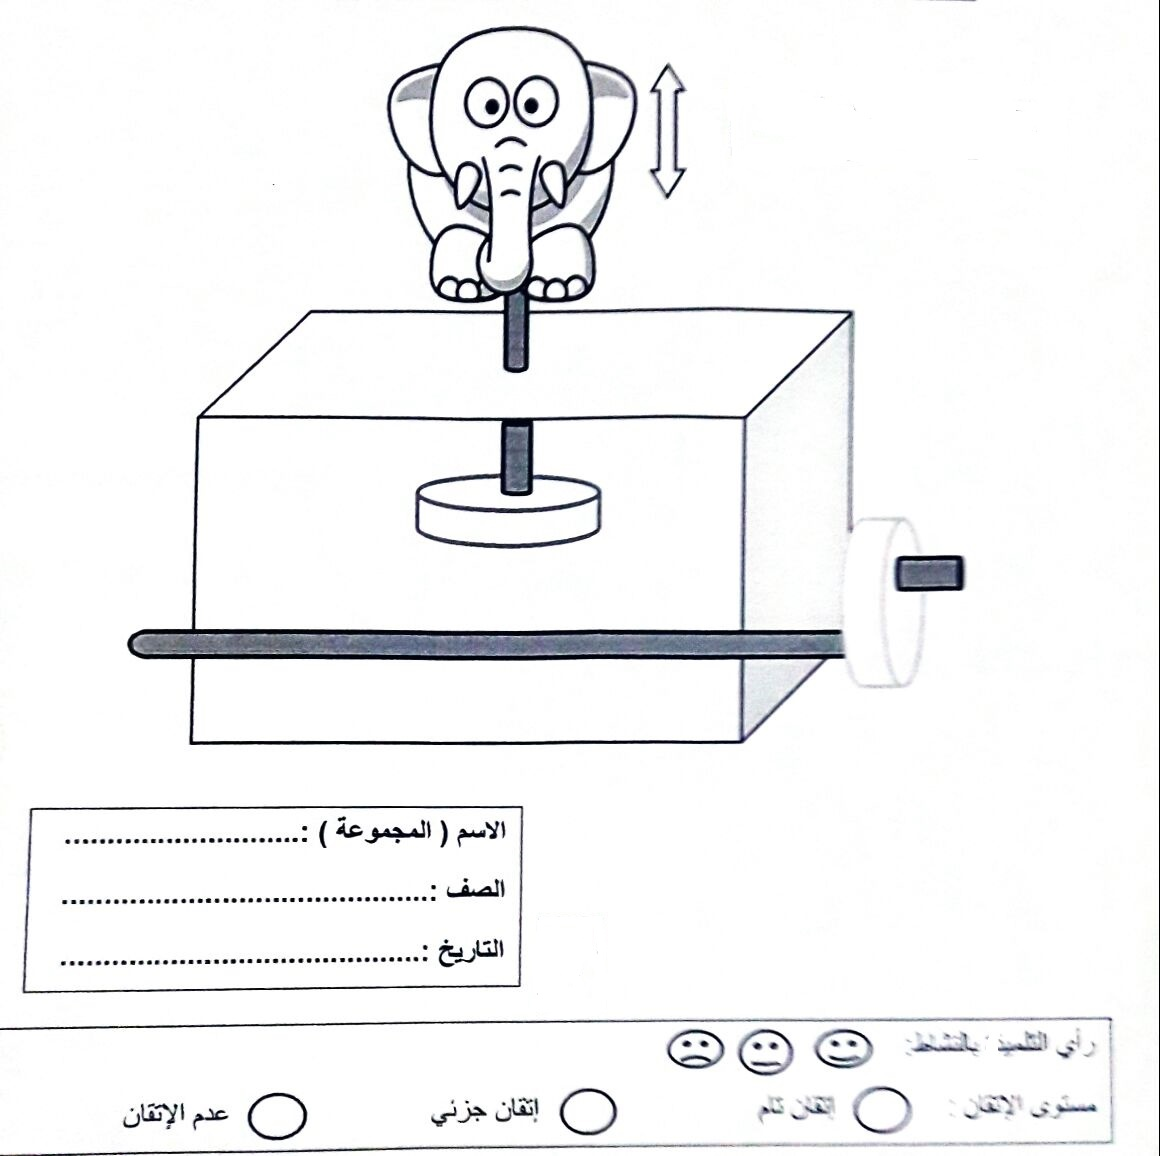 الاسم ( المجموعة ) :............................
الصف :............................................
التاريخ :...........................................
رأي التلميذ بالنشاط:
مستوى الإتقان : إتقان تام إتقان جزئي عدم الإتقان